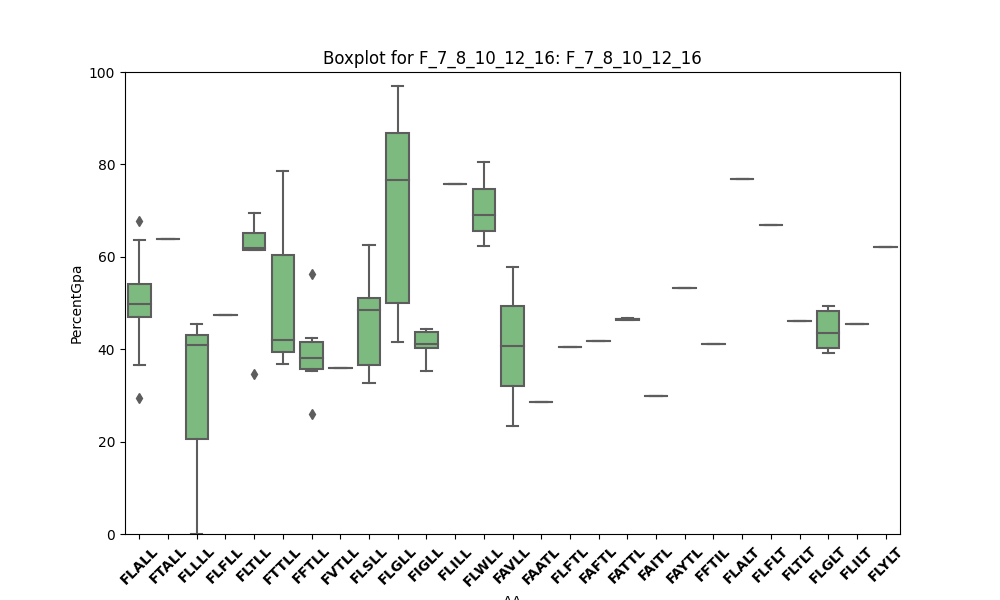 Boxplot for F_7_8_10_12_16: F_7_8_10_12_16
100
80
60
40
20
0
PercentGpa
FLALL
FTALL
FLLLL
FLFLL
FLTLL
FTTLL
FFTLL
FVTLL
FLSLL
FLGLL
FIGLL
FLILL
FLWLL
FAVLL
FAATL
FLFTL
FAFTL
FATTL
FAITL
FAYTL
FFTIL
FLALT
FLFLT
FLTLT
FLGLT
FLILT
FLYLT
AA